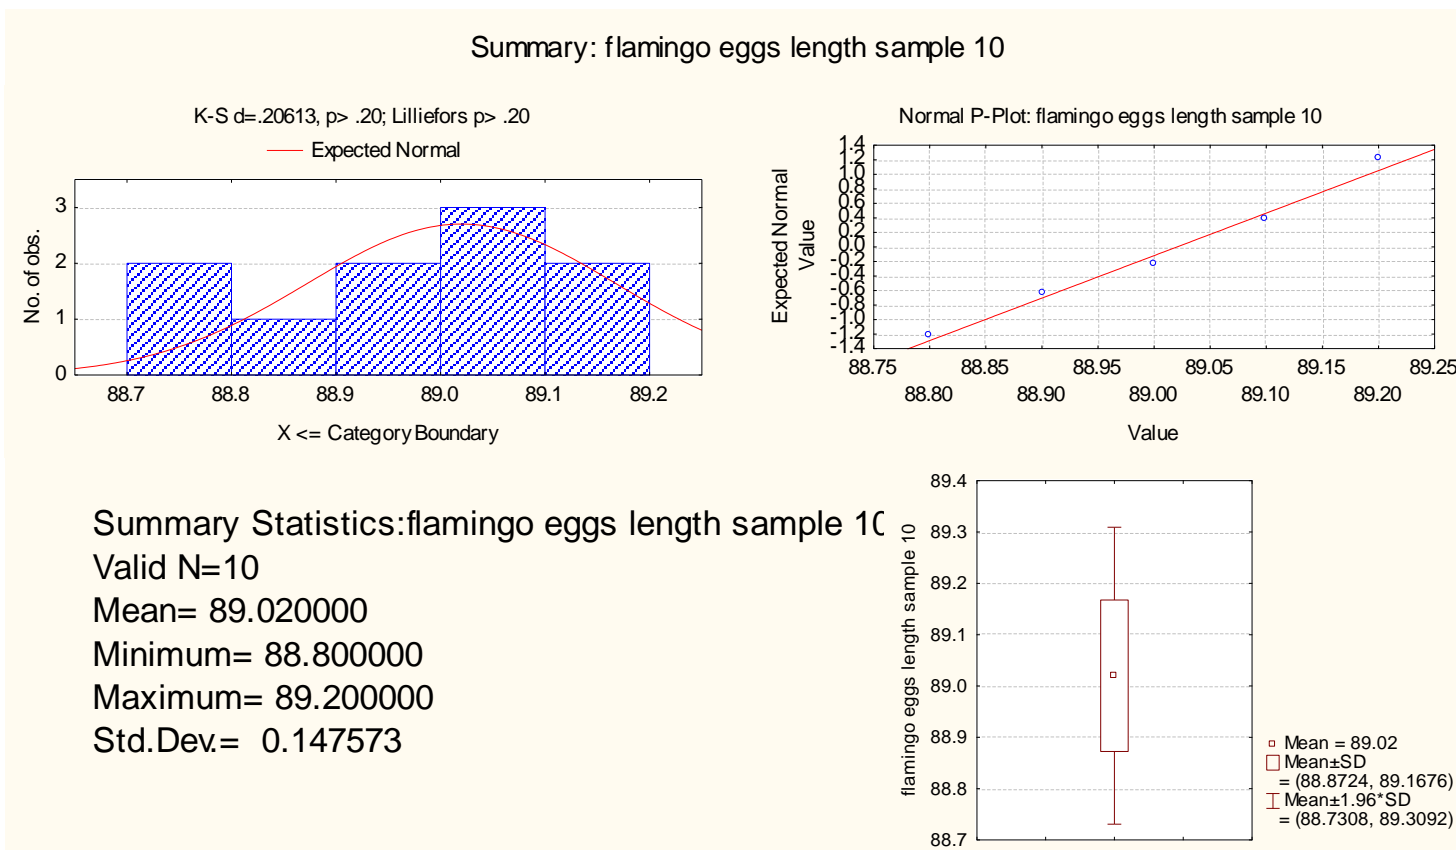 Summary: flamingo eggs length sample 10
K-S d=.20613, p> .20; Lilliefors p> .20
Expected Normal
No. of obs.
3
2
1
0
88.7 88.8 88.9 89.0 89.1 89.2
X <= Category Boundary
Normal P-Plot: flamingo eggs length sample 10
Expected Normal
Value
1.4
1.2
1.0
0.8
0.6
0.4
0.2
0.0
-0.2
-0.4
-0.6
-0.8
-1.0
-1.2
-1.4
88.75 88.85 88.95 89.05 89.15 89.25
88.80 88.90 89.00 89.10 89.20
Value
Summary Statistics:flamingo eggs length sample 10
Valid N=10
Mean= 89.020000
Minimum= 88.800000
Maximum= 89.200000
Std.Dev.= 0.147573
flamingo eggs length sample 10
89.4
89.3
89.2
89.1
89.0
88.9
88.8
88.7
Mean = 89.02
Mean±SD
= (88.8724, 89.1676)
Mean±1.96*SD
= (88.7308, 89.3092)